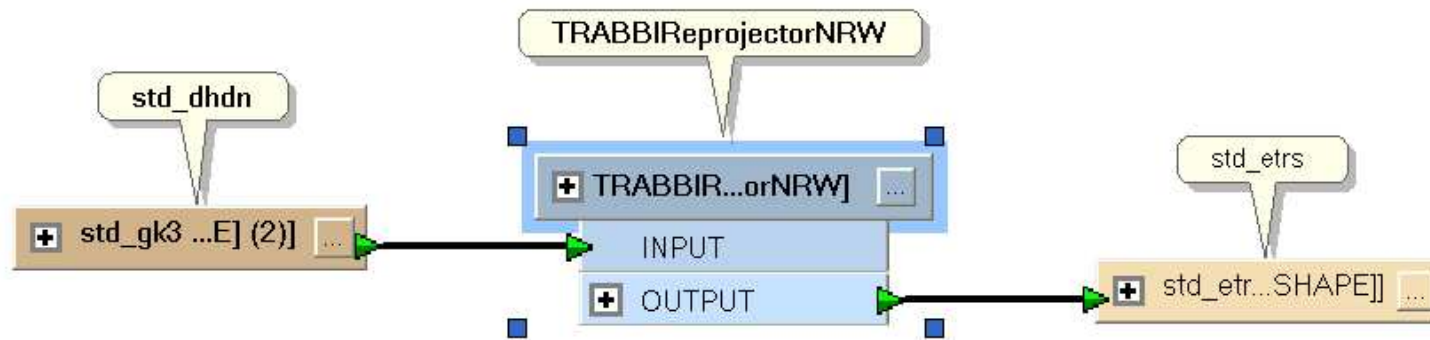 TRABBIReprojectorNRW
std_dhdn
std_etrs
TRABBIR...orNRW] ...
std_gk3 ...E] (2)] ...
INPUT
OUTPUT
std_etr...SHAPE]] ...